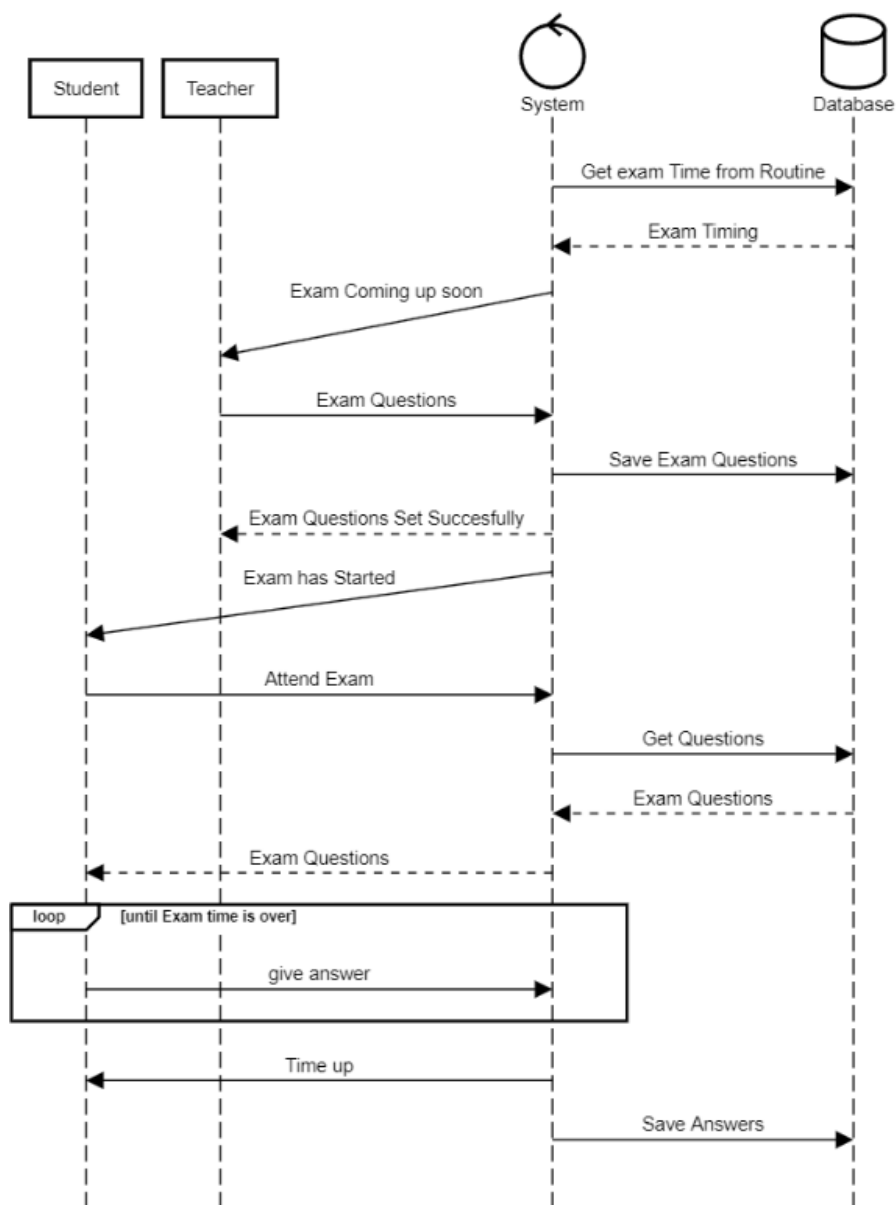 Student
Teacher
System
Database
Get exam Time from Routine
Exam Timing
Exam Coming up soon
Exam Questions
Save Exam Questions
Exam Questions Set Succesfully
Exam has Started
Attend Exam
Get Questions
Exam Questions
Exam Questions
loop
[until Exam time is over]
give answer
Time up
Save Answers